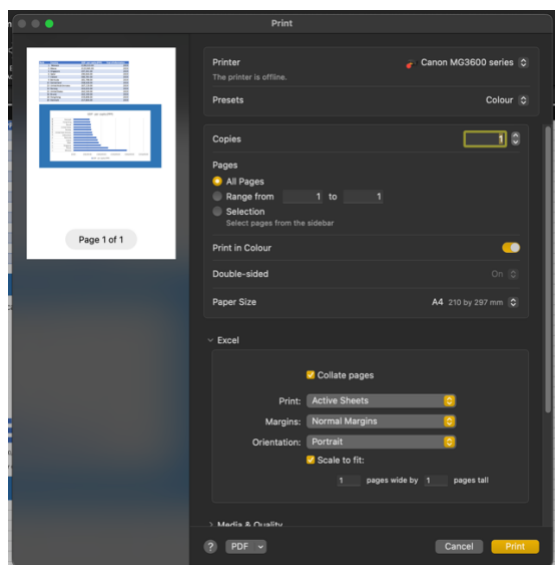 Print
Printer
Canon MG3600 series
The printer is offline.
Presets
Colour
Copies
1
Pages
All Pages
Range from 1 to 1
Selection
Select pages from the sidebar
Page 1 of 1
Print in Colour
Double-sided
On
Paper Size
A4 210 by 297 mm
Excel
Collate pages
Print: Active Sheets
Margins: Normal Margins
Orientation: Portrait
Scale to fit:
1 pages wide by 1 pages tall
Media & Quality
? PDF
Cancel
Print